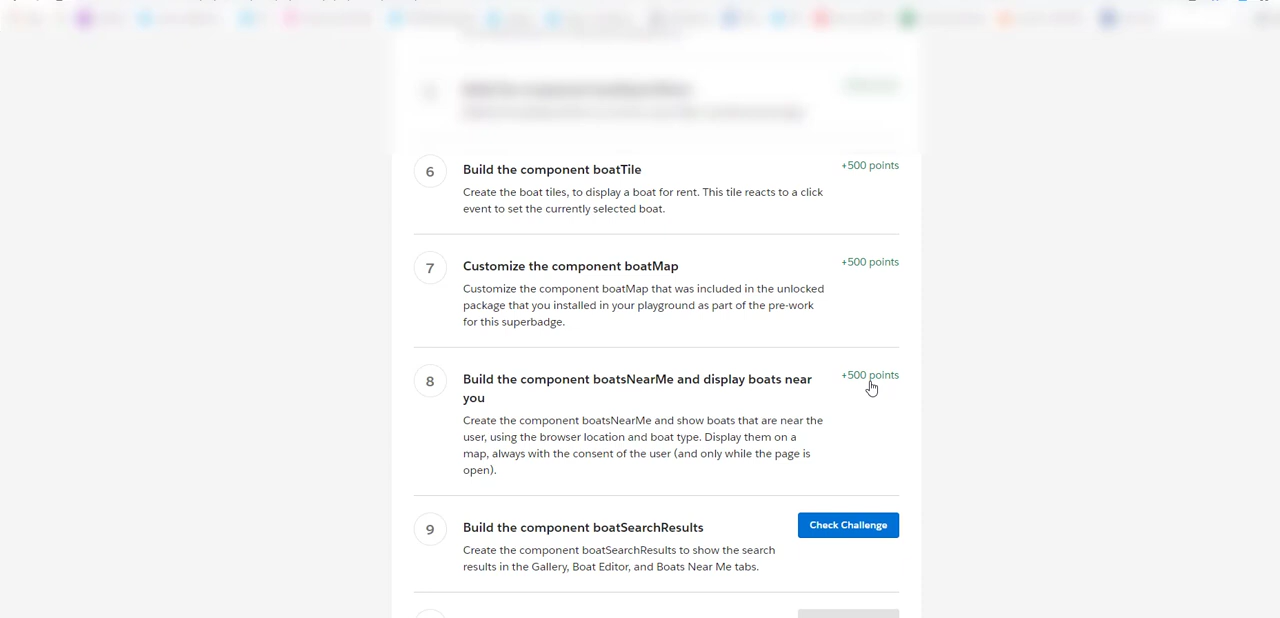 6
Build the component boatTile
+500 points
Create the boat tiles, to display a boat for rent. This tile reacts to a click
event to set the currently selected boat.
7
Customize the component boatMap
+500 points
Customize the component boatMap that was included in the unlocked
package that you installed in your playground as part of the pre-work
for this superbadge.
8
Build the component boatsNearMe and display boats near
you
+500 points
Create the component boatsNearMe and show boats that are near the
user, using the browser location and boat type. Display them on a
map, always with the consent of the user (and only while the page is
open).
9
Build the component boatSearchResults
Check Challenge
Create the component boatSearchResults to show the search
results in the Gallery, Boat Editor, and Boats Near Me tabs.